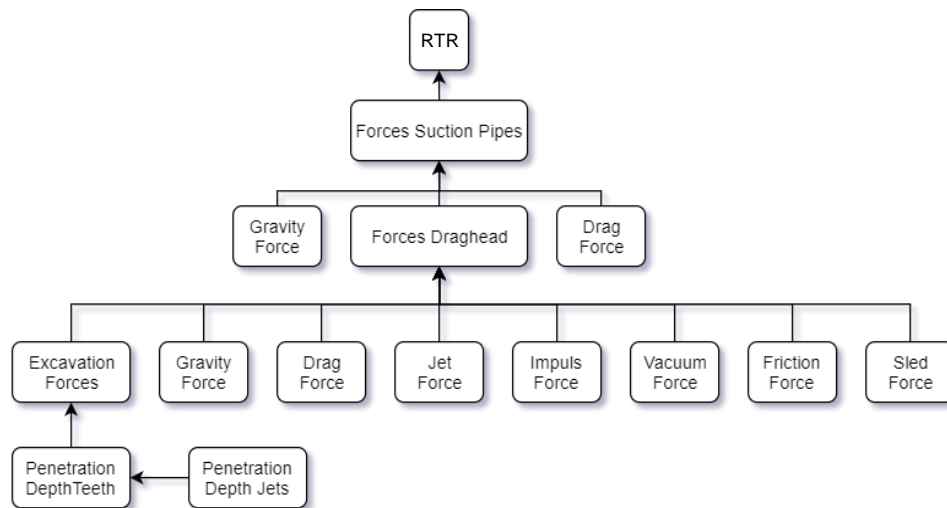 RTR
Forces Suction Pipes
Gravity
Force
Forces Draghead
Drag
Force
Excavation
Forces
Gravity
Force
Drag
Force
Jet
Force
Impuls
Force
Vacuum
Force
Friction
Force
Sled
Force
Penetration
DepthTeeth
Penetration
Depth Jets